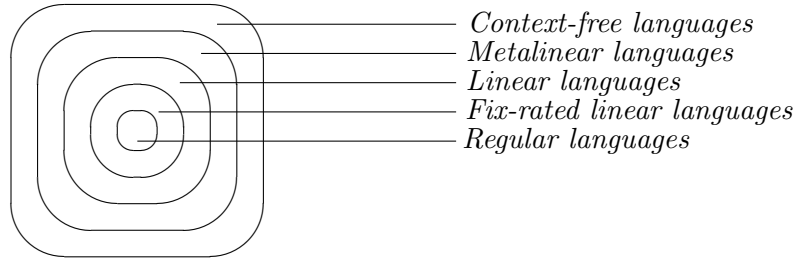 Context-free languages
Metalinear languages
Linear languages
Fix-rated linear languages
Regular languages